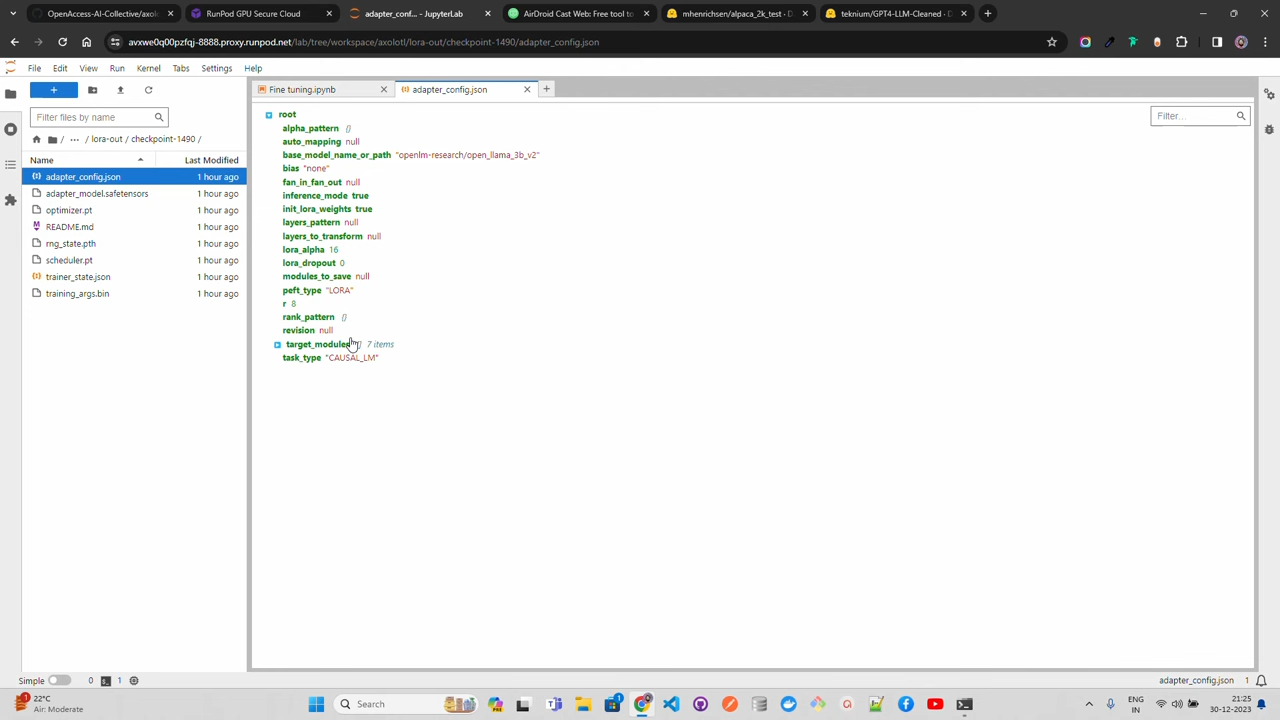 OpenAccess-AI-Collective/axolo
RunPod GPU Secure Cloud
adapter_conf... - JupyterLab
AirDroid Cast Web: Free tool to
mhenrichsen/alpaca_2k_test · D
teknium/GPT4-LLM-Cleaned · D
avxwe0q00pzfqj-8888.proxy.runpod.net/lab/tree/workspace/axolotl/lora-out/checkpoint-1490/adapter_config.json
File Edit View Run Kernel Tabs Settings Help
Fine tuning.ipynb
adapter_config.json
Filter files by name
/ ... / lora-out / checkpoint-1490 /
Name Last Modified
adapter_config.json 1 hour ago
adapter_model.safetensors 1 hour ago
optimizer.pt 1 hour ago
README.md 1 hour ago
rng_state.pth 1 hour ago
scheduler.pt 1 hour ago
trainer_state.json 1 hour ago
training_args.bin 1 hour ago
Filter...
root
alpha_pattern {}
auto_mapping null
base_model_name_or_path "openlm-research/open_llama_3b_v2"
bias "none"
fan_in_fan_out null
inference_mode true
init_lora_weights true
layers_pattern null
layers_to_transform null
lora_alpha 16
lora_dropout 0
modules_to_save null
peft_type "LORA"
r 8
rank_pattern {}
revision null
target_modules [] 7 items
task_type "CAUSAL_LM"
Simple 0 1
adapter_config.json 1
22°C
Air: Moderate
Search
ENG
IN
21:25
30-12-2023